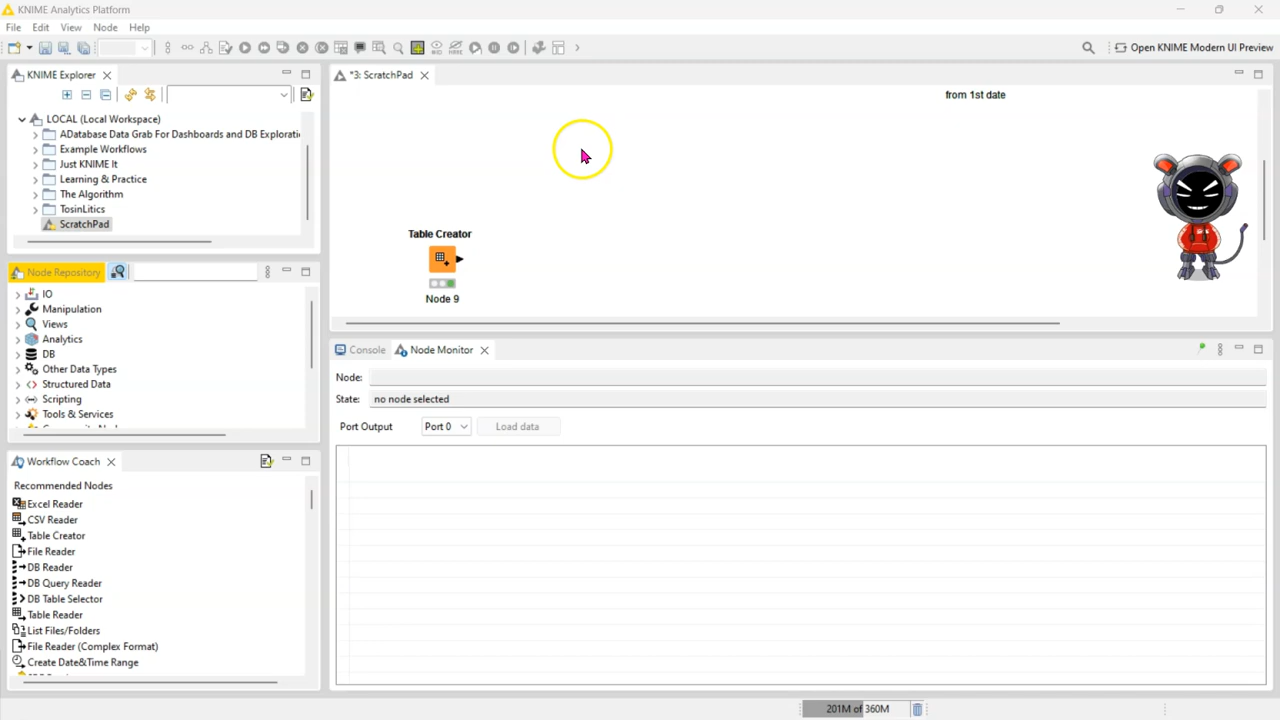 KNIME Analytics Platform
File Edit View Node Help
Open KNIME Modern UI Preview
KNIME Explorer
LOCAL (Local Workspace)
ADatabase Data Grab For Dashboards and DB Explorati
Example Workflows
Just KNIME It
Learning & Practice
The Algorithm
TosinLitics
ScratchPad
*3: ScratchPad
from 1st date
Table Creator
Node 9
Node Repository
IO
Manipulation
Views
Analytics
DB
Other Data Types
Structured Data
Scripting
Tools & Services
Console
Node Monitor
Node:
State: no node selected
Port Output Port 0 Load data
Workflow Coach
Recommended Nodes
Excel Reader
CSV Reader
Table Creator
File Reader
DB Reader
DB Query Reader
DB Table Selector
Table Reader
List Files/Folders
File Reader (Complex Format)
Create Date&Time Range
201M of 360M